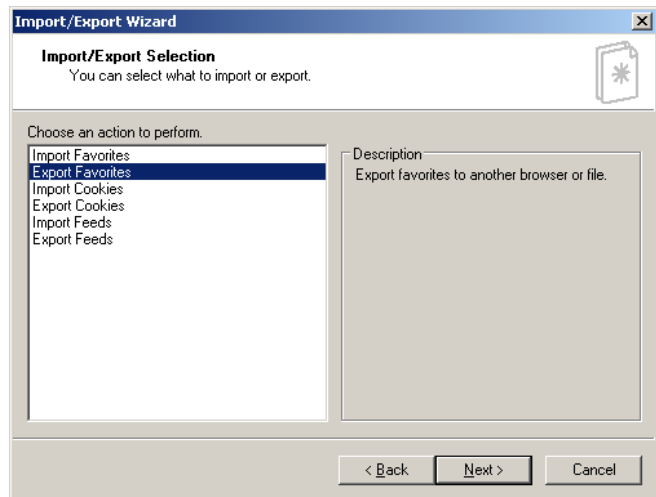 Import/Export Wizard
Import/Export Selection
You can select what to import or export.
Choose an action to perform.
Import Favorites
Export Favorites
Import Cookies
Export Cookies
Import Feeds
Export Feeds
Description
Export favorites to another browser or file.
< Back
Next >
Cancel